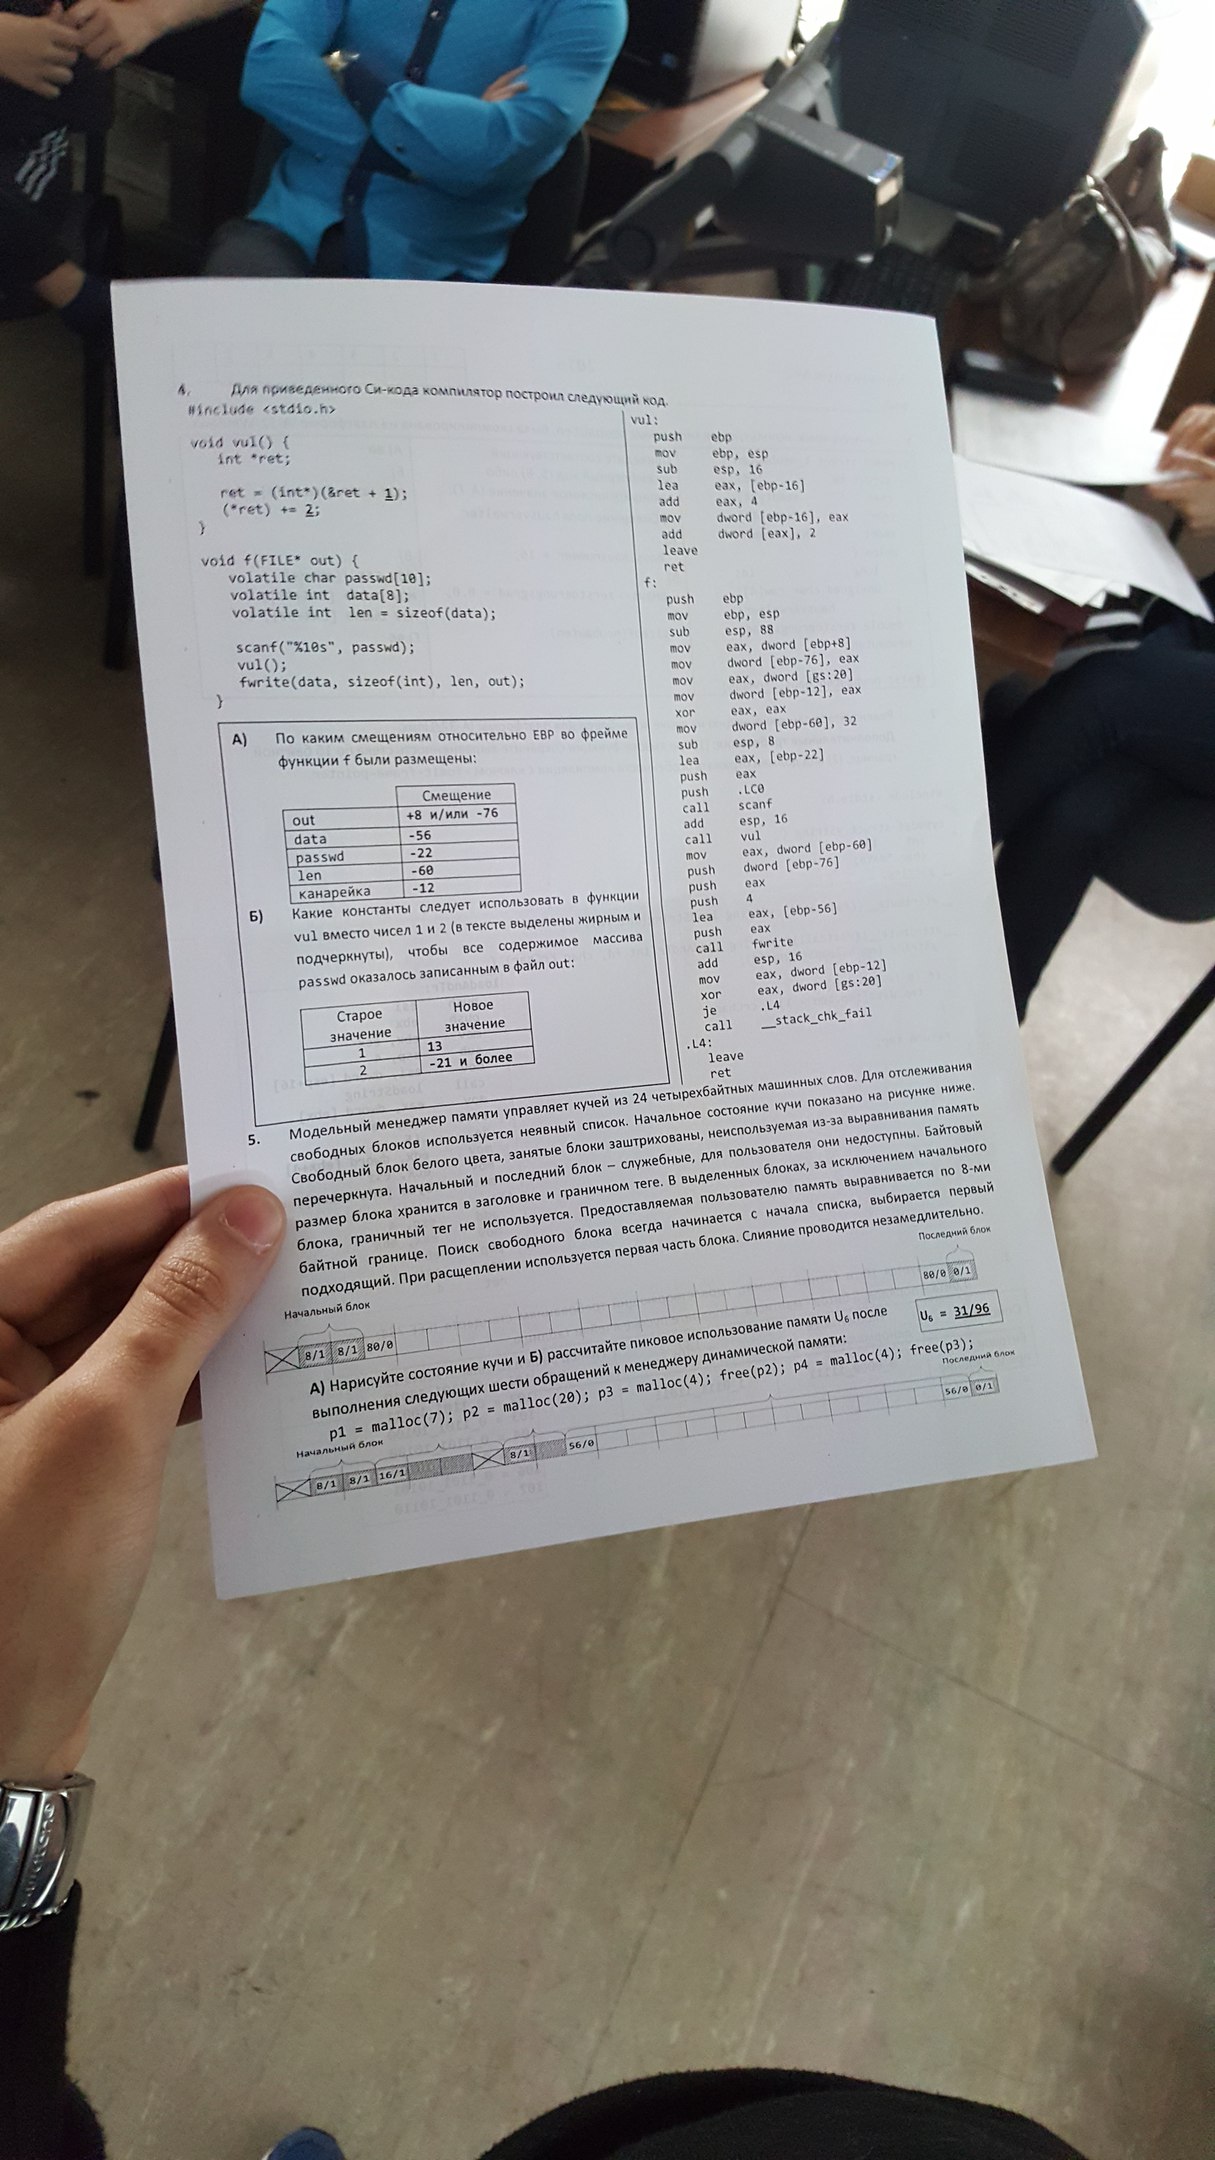 4. Для приведенного Си-кода компилятор построил следующий код.
#include <stdio.h>
void vul() {
int *ret;
ret = (int*)(&ret + 1);
(*ret) += 2;
}
void f(FILE* out) {
volatile char passwd[10];
volatile int data[8];
volatile int len = sizeof(data);
scanf("%10s", passwd);
vul();
fwrite(data, sizeof(int), len, out);
}
vul:
push ebp
mov ebp, esp
sub esp, 16
lea eax, [ebp-16]
add eax, 4
mov dword [ebp-16], eax
add dword [eax], 2
leave
ret
f:
push ebp
mov ebp, esp
sub esp, 88
mov eax, dword [ebp+8]
mov dword [ebp-76], eax
mov eax, dword [gs:20]
mov dword [ebp-12], eax
xor eax, eax
mov dword [ebp-60], 32
sub esp, 8
lea eax, [ebp-22]
push eax
push .LC0
call scanf
add esp, 16
call vul
mov eax, dword [ebp-60]
push dword [ebp-76]
push eax
push 4
lea eax, [ebp-56]
push eax
call fwrite
add esp, 16
mov eax, dword [ebp-12]
xor eax, dword [gs:20]
je .L4
call __stack_chk_fail
.L4:
leave
ret
А) По каким смещениям относительно EBP во фрейме
функции f были размещены:
Смещение
out +8 и/или -76
data -56
passwd -22
len -60
канарейка -12
Б) Какие константы следует использовать в функции
vul вместо чисел 1 и 2 (в тексте выделены жирным и
подчеркнуты), чтобы все содержимое массива
passwd оказалось записанным в файл out:
Старое значение Новое значение
1 13
2 -21 и более
5. Модельный менеджер памяти управляет кучей из 24 четырехбайтных машинных слов. Для отслеживания
свободных блоков используется неявный список. Начальное состояние кучи показано на рисунке ниже.
Свободный блок белого цвета, занятые блоки заштрихованы, неиспользуемая из-за выравнивания память
перечеркнута. Начальный и последний блок – служебные, для пользователя они недоступны. Байтовый
размер блока хранится в заголовке и граничном теге. В выделенных блоках, за исключением начального
блока, граничный тег не используется. Предоставляемая пользователю память выравнивается по 8-ми
байтной границе. Поиск свободного блока всегда начинается с начала списка, выбирается первый
подходящий. При расщеплении используется первая часть блока. Слияние проводится незамедлительно.
Начальный блок Последний блок
8/1 8/1 80/0 80/0 0/1
А) Нарисуйте состояние кучи и Б) рассчитайте пиковое использование памяти U6 после
выполнения следующих шести обращений к менеджеру динамической памяти:
U6 = 31/96
p1 = malloc(7); p2 = malloc(20); p3 = malloc(4); free(p2); p4 = malloc(4); free(p3);
Начальный блок Последний блок
8/1 8/1 16/1 8/1 56/0 56/0 0/1